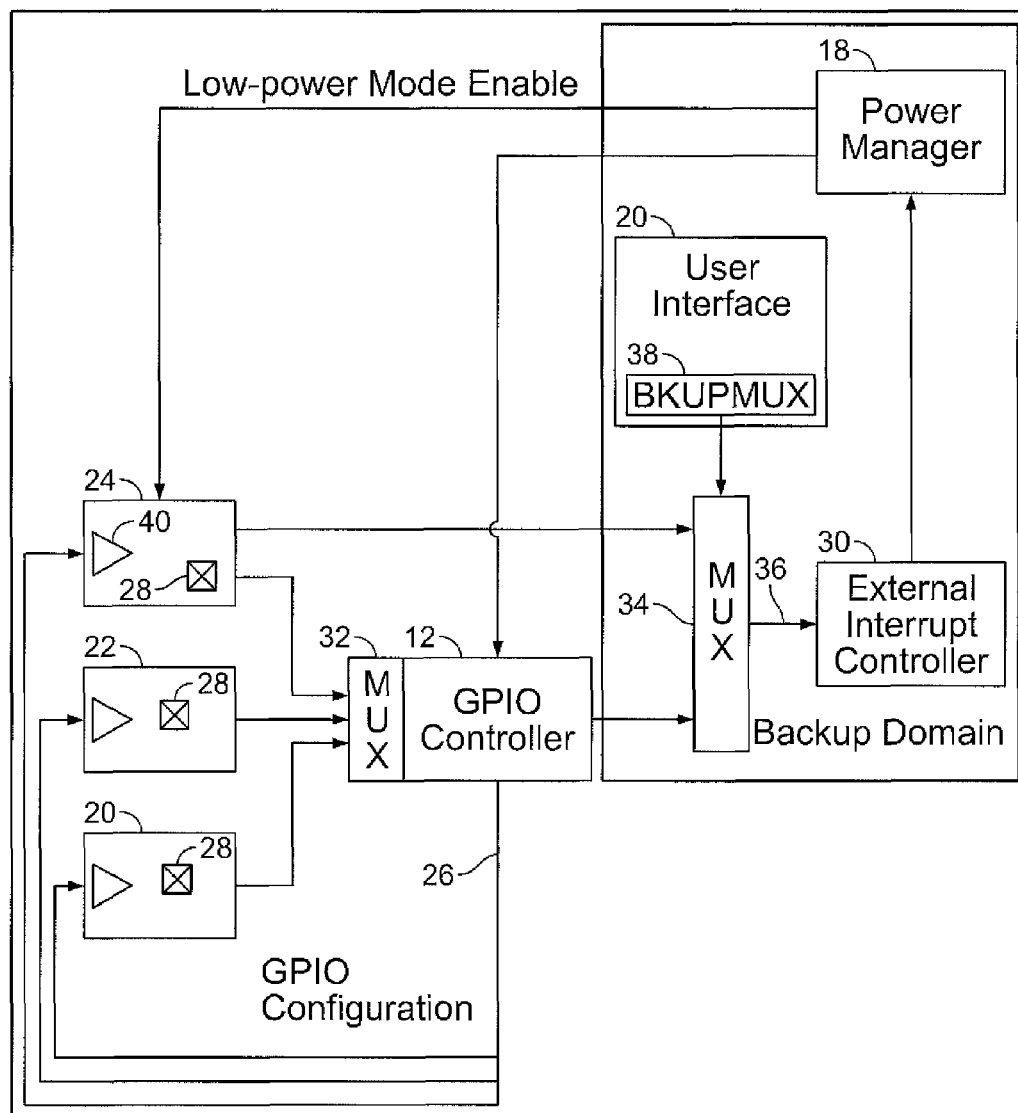 18
Low-power Mode Enable
Power
Manager
20
User
Interface
38
BKUPMUX
24
40
28
34
M
U
X
36
30
External
Interrupt
Controller
22
28
32
12
M
U
X
GPIO
Controller
Backup Domain
20
28
26
GPIO
Configuration